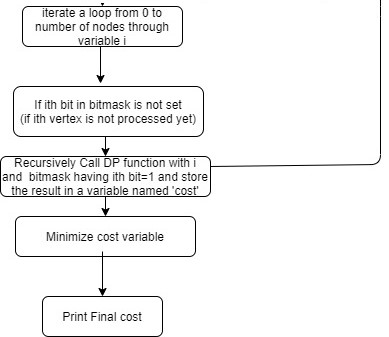 iterate a loop from 0 to
number of nodes through
variable i
If ith bit in bitmask is not set
(if ith vertex is not processed yet)
Recursively Call DP function with i
and bitmask having ith bit=1 and store
the result in a variable named 'cost'
Minimize cost variable
Print Final cost